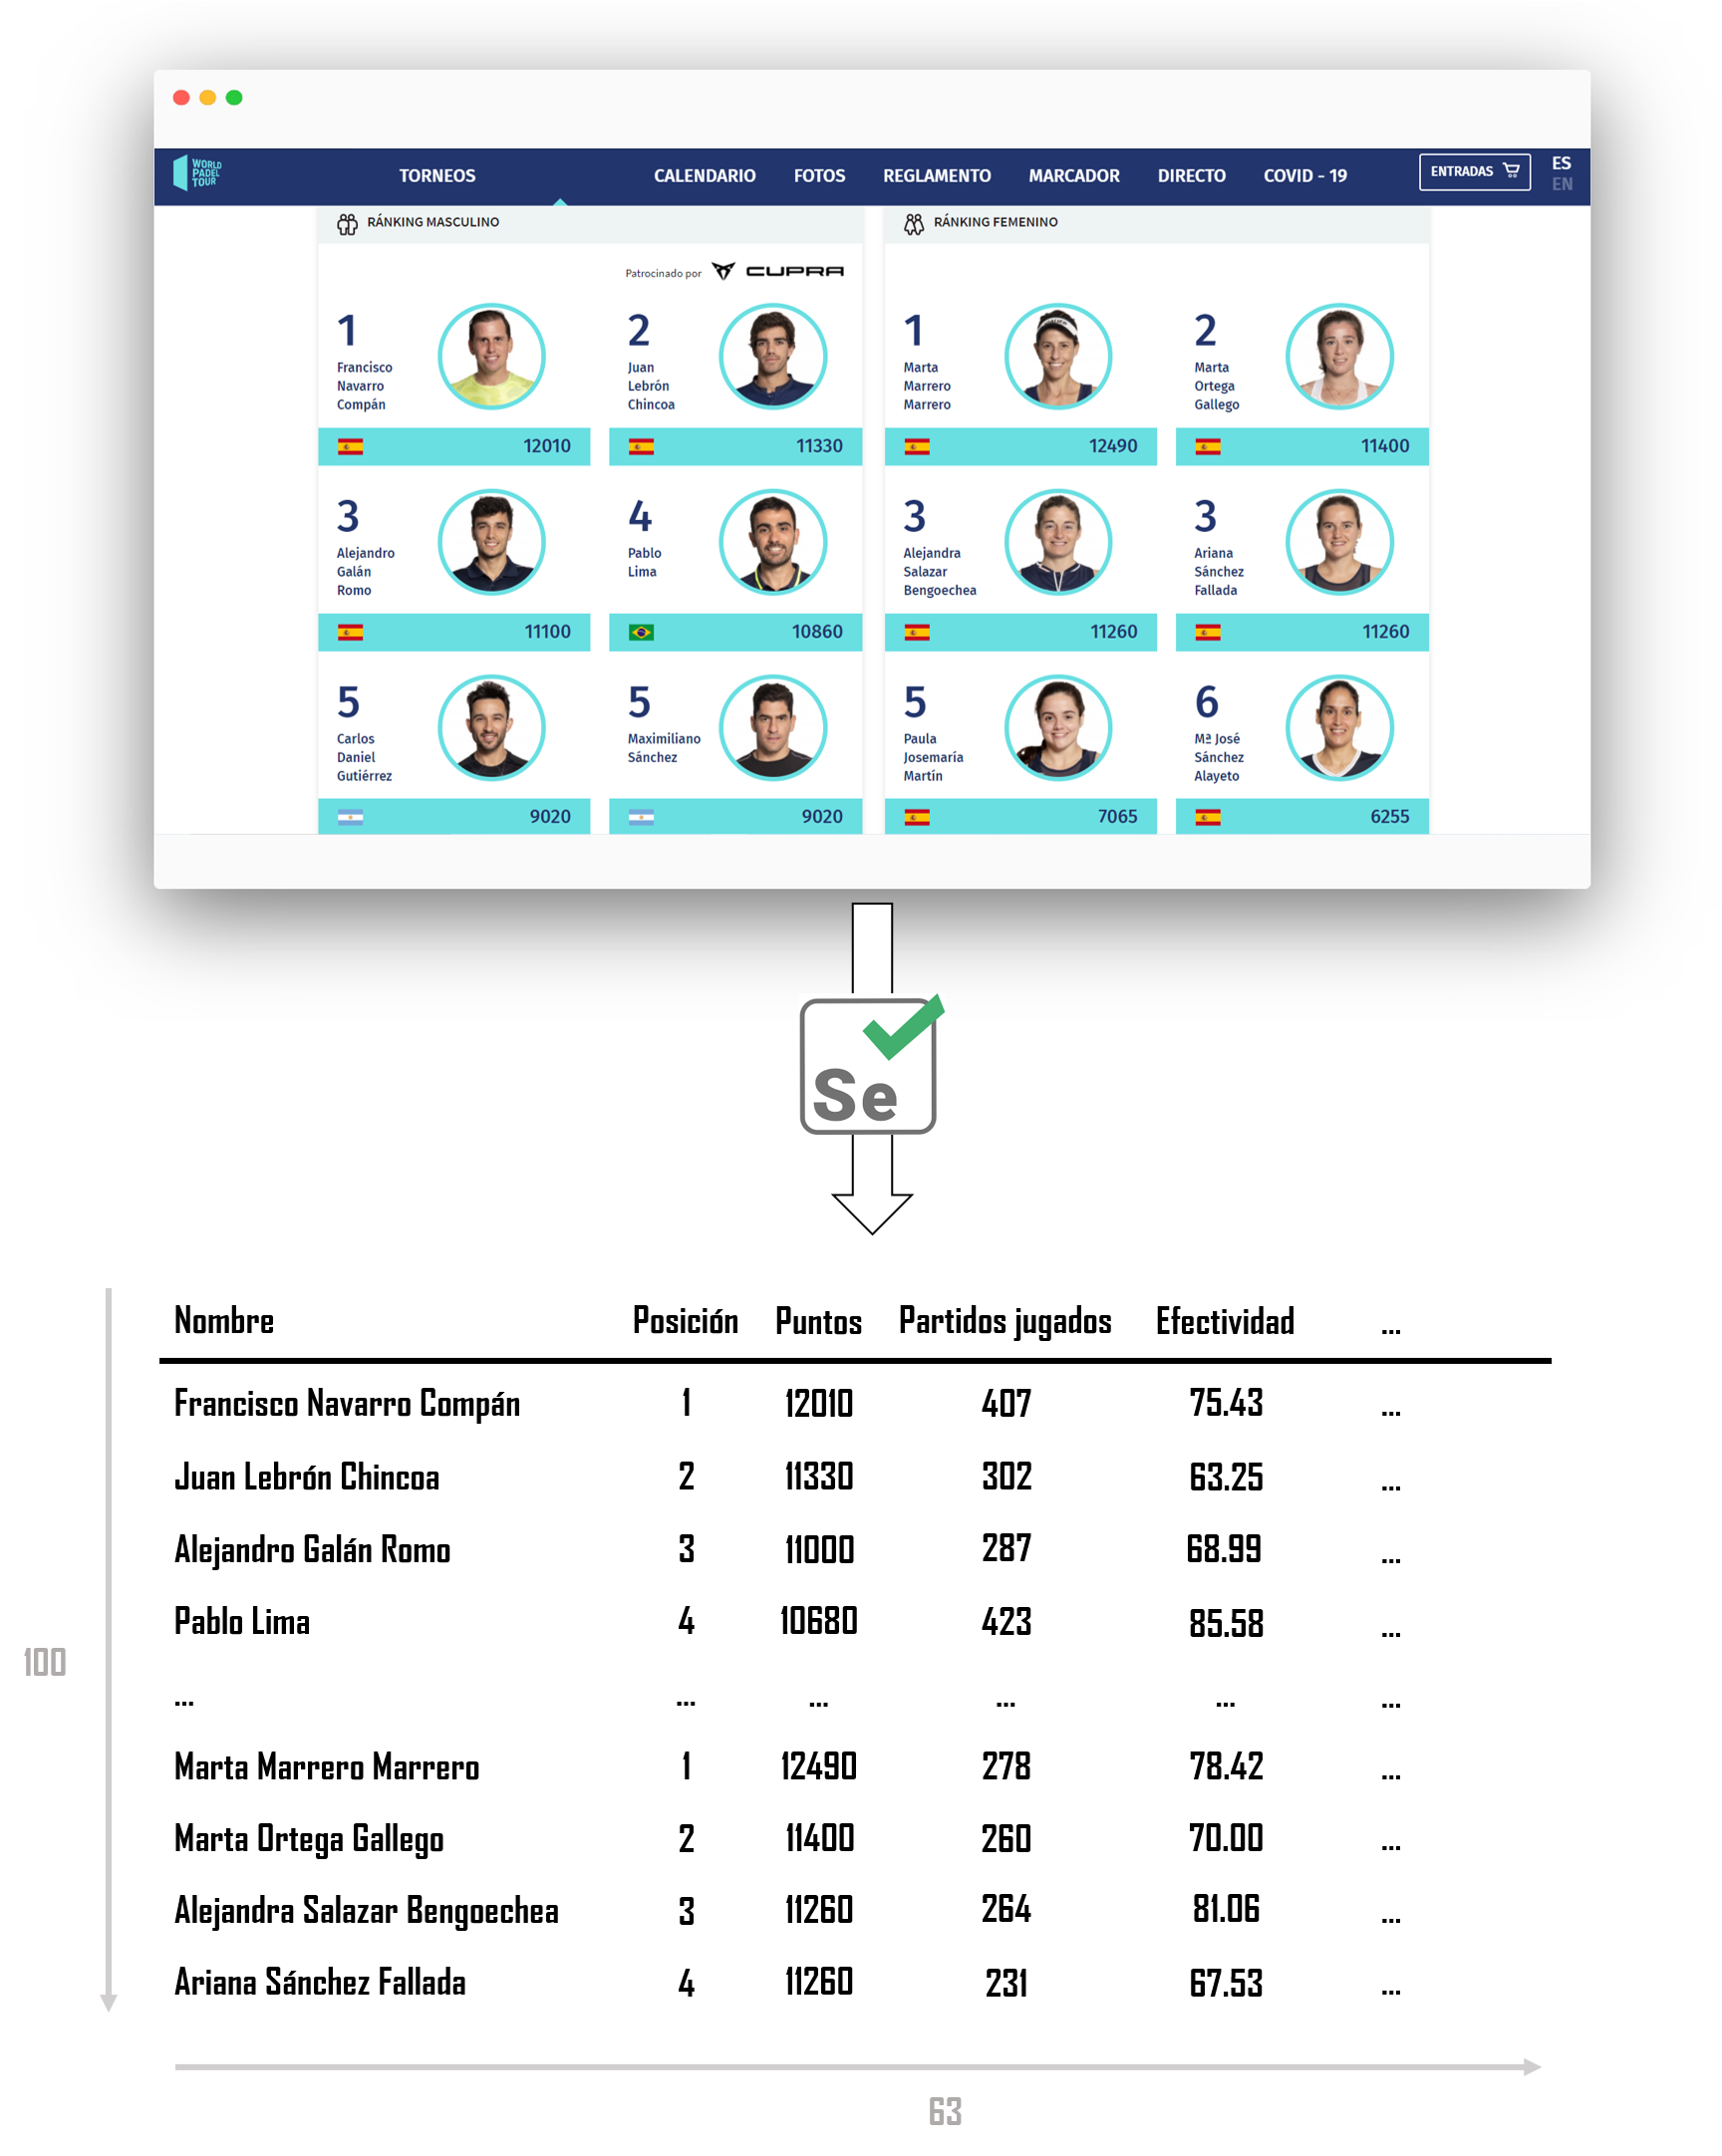 WORLD
PADEL
TOUR
TORNEOS CALENDARIO FOTOS REGLAMENTO MARCADOR DIRECTO COVID - 19 ENTRADAS ES
EN
RÁNKING MASCULINO
Patrocinado por CUPRA
1
Francisco
Navarro
Compán
12010
2
Juan
Lebrón
Chincoa
11330
3
Alejandro
Galán
Romo
11100
4
Pablo
Lima
10860
5
Carlos
Daniel
Gutiérrez
9020
5
Maximiliano
Sánchez
9020
RÁNKING FEMENINO
1
Marta
Marrero
Marrero
12490
2
Marta
Ortega
Gallego
11400
3
Alejandra
Salazar
Bengoechea
11260
3
Ariana
Sánchez
Fallada
11260
5
Paula
Josemaría
Martín
7065
6
Mª José
Sánchez
Alayeto
6255
Se
Nombre Posición Puntos Partidos jugados Efectividad ...
Francisco Navarro Compán 1 12010 407 75.43 ...
Juan Lebrón Chincoa 2 11330 302 63.25 ...
Alejandro Galán Romo 3 11000 287 68.99 ...
Pablo Lima 4 10680 423 85.58 ...
... ... ... ... ... ...
Marta Marrero Marrero 1 12490 278 78.42 ...
Marta Ortega Gallego 2 11400 260 70.00 ...
Alejandra Salazar Bengoechea 3 11260 264 81.06 ...
Ariana Sánchez Fallada 4 11260 231 67.53 ...
100
63